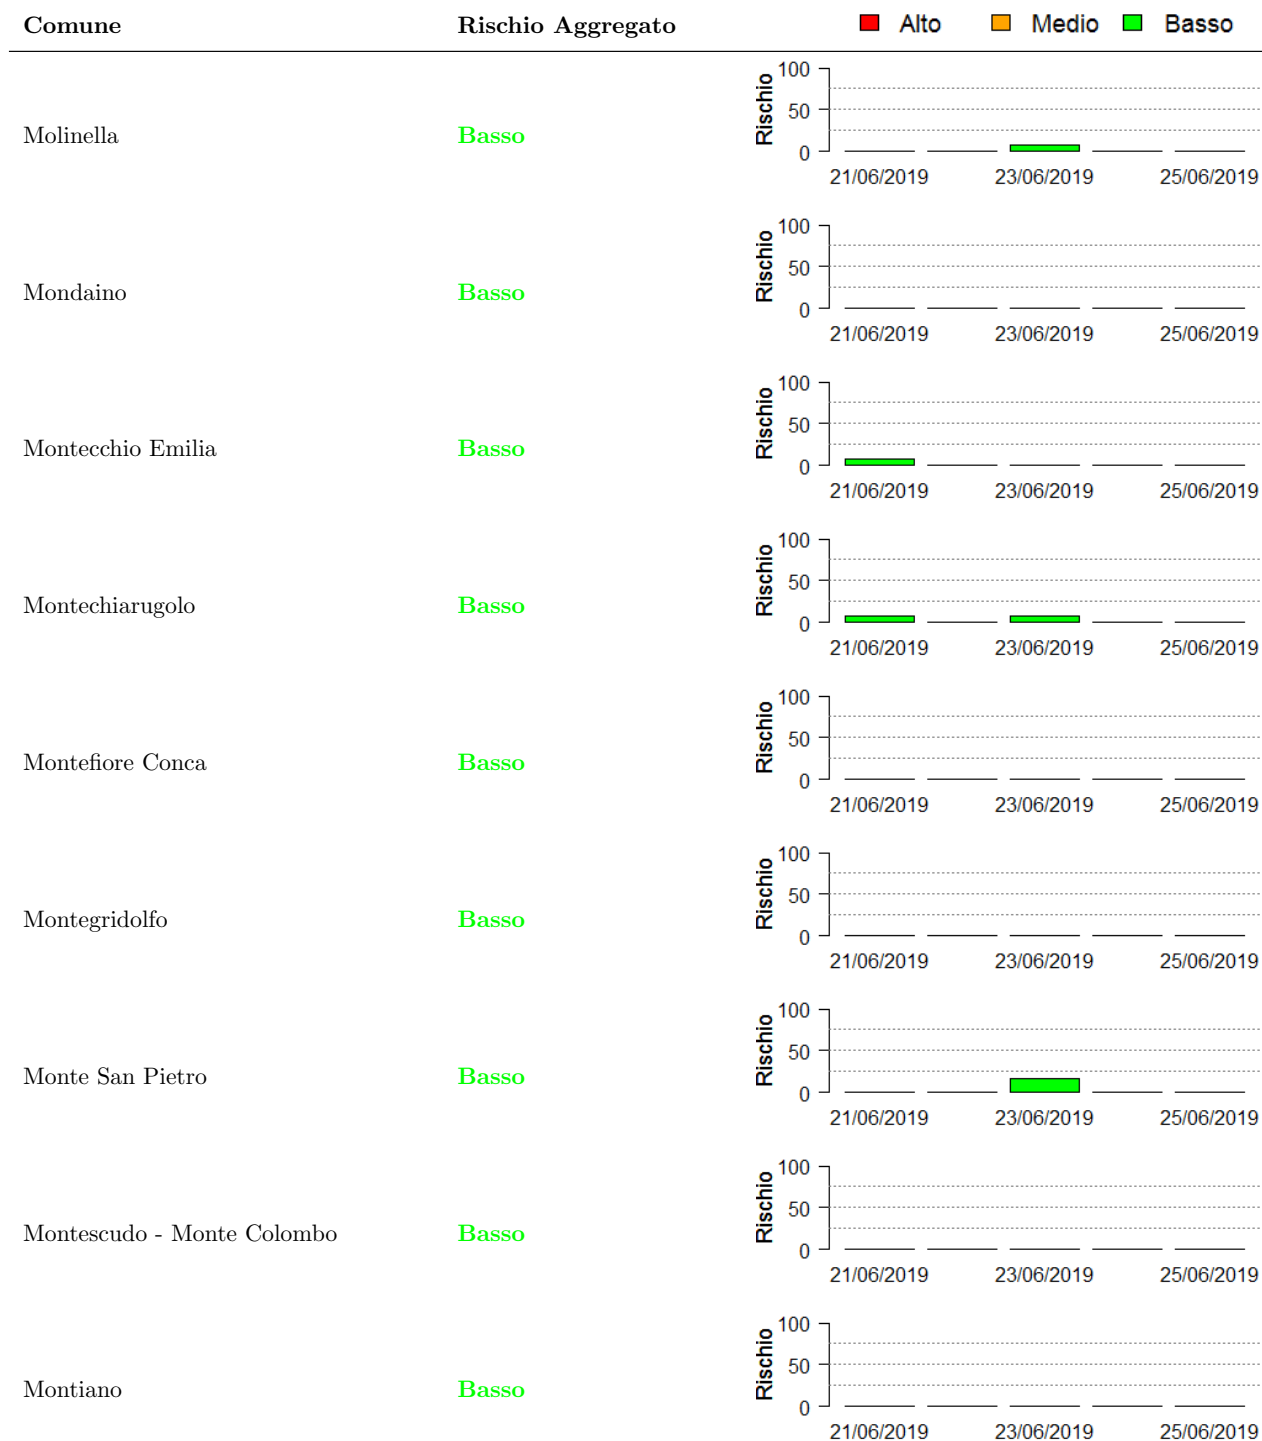 Comune Rischio Aggregato Alto Medio Basso
Molinella Basso
Rischio
100
50
0
21/06/2019 23/06/2019 25/06/2019
Mondaino Basso
Rischio
100
50
0
21/06/2019 23/06/2019 25/06/2019
Montecchio Emilia Basso
Rischio
100
50
0
21/06/2019 23/06/2019 25/06/2019
Montechiarugolo Basso
Rischio
100
50
0
21/06/2019 23/06/2019 25/06/2019
Montefiore Conca Basso
Rischio
100
50
0
21/06/2019 23/06/2019 25/06/2019
Montegridolfo Basso
Rischio
100
50
0
21/06/2019 23/06/2019 25/06/2019
Monte San Pietro Basso
Rischio
100
50
0
21/06/2019 23/06/2019 25/06/2019
Montescudo - Monte Colombo Basso
Rischio
100
50
0
21/06/2019 23/06/2019 25/06/2019
Montiano Basso
Rischio
100
50
0
21/06/2019 23/06/2019 25/06/2019